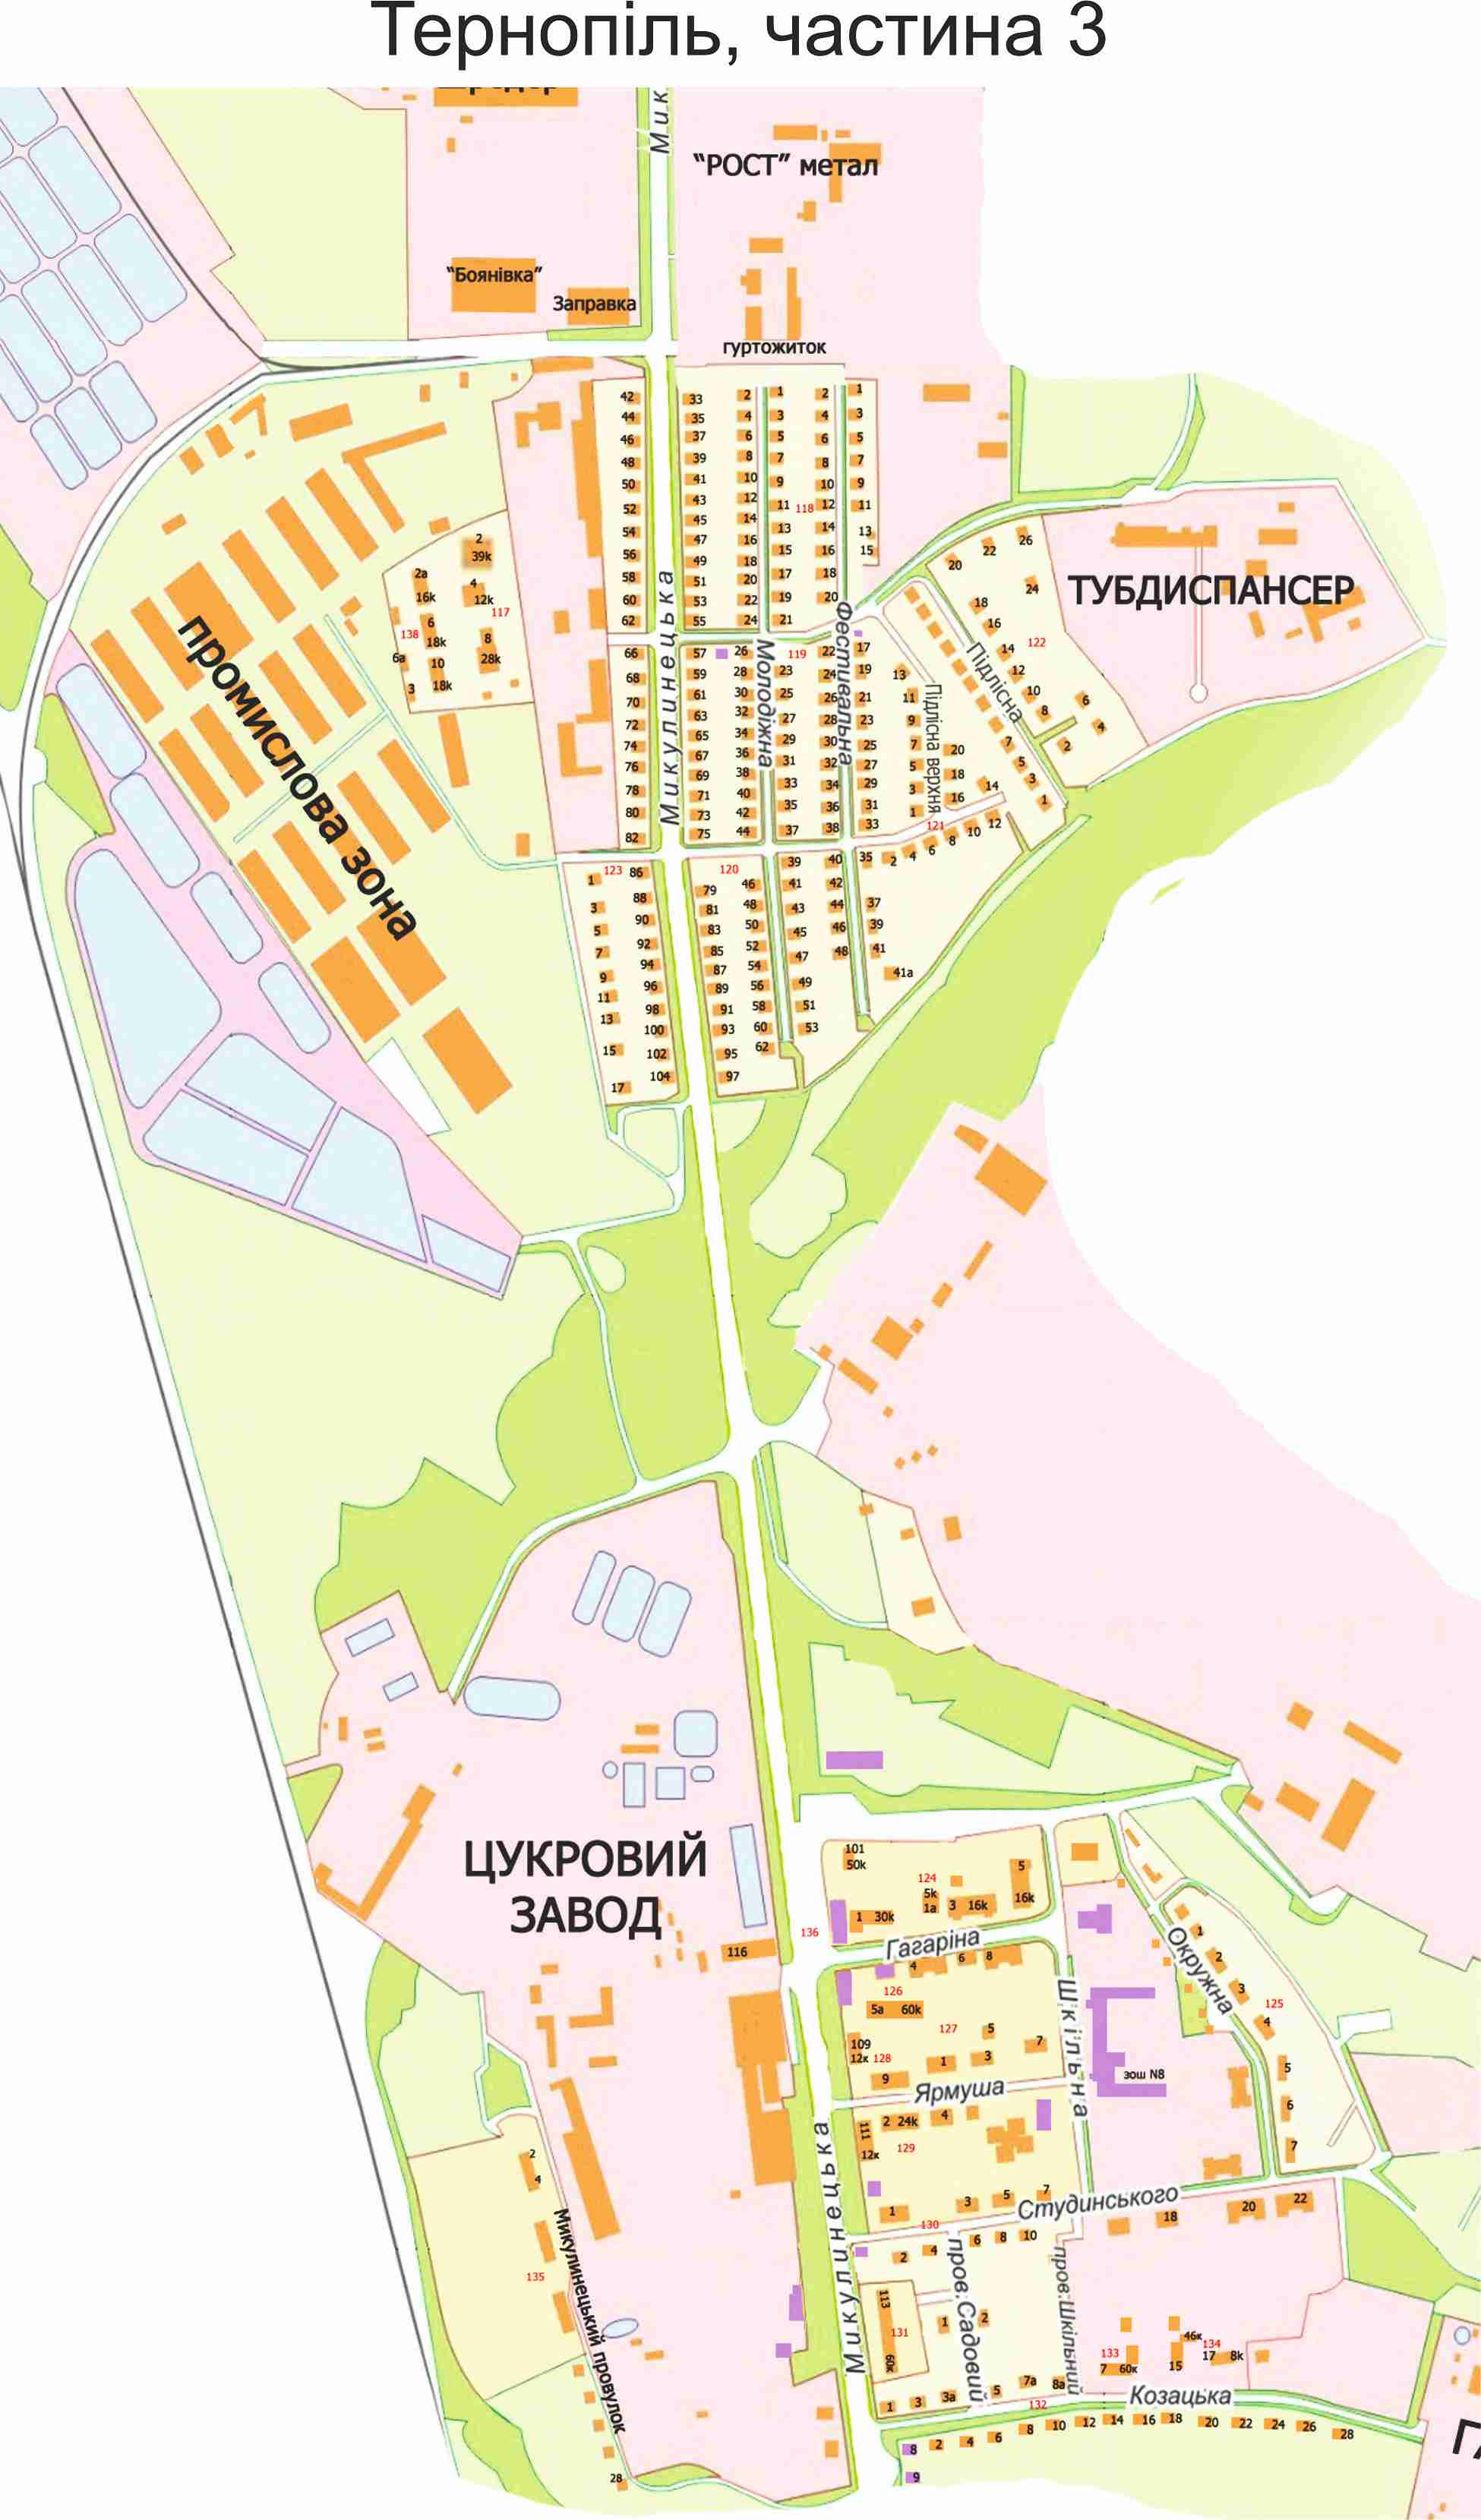 Тернопіль, частина 3
Мик
“РОСТ” метал
“Боянівка”
Заправка
гуртожиток
42 33 2 1 2 1
44 35 4 3 4 3
46 37 6 5 6 5
48 39 8 7 8 7
50 41 10 9 10 9
52 43 12 11 118 12 11
54 45 14 13 14 13
56 47 16 15 16 15
58 49 18 17 18
60 51 20 19 20
62 53 22 21
55 24
2
39k
2а
16k
4
12k
117
138
6
18k
8
28k
6а
10
18k
3
20 22 26
24
18
16
14
12
10
8
6
4
2
122
ТУБДИСПАНСЕР
промислова зона
Микулинецька
Молодіжна
Фестивальна
Підлісна
Підлісна верхня
66 57 26 119 22 17
68 59 28 23 24 19
70 61 30 25 26 21
72 63 32 27 28 23
74 65 34 29 30 25
76 67 36 31 32 27
78 69 38 33 34 29
80 71 40 35 36 31
82 73 42 37 38 33
75 44
13
11
9
7
5
3
1
20
18
16
14
7
5
3
1
121
35 2 4 6 8 10 12
123 86 120 39 40
1 88 79 46 41 42
3 90 81 48 43 44 37
5 92 83 50 45 46 39
7 94 85 52 47 48 41
9 96 87 54 49 41а
11 98 89 56 51
13 100 91 58 53
15 102 93 60
17 104 95 62
97
ЦУКРОВИЙ
ЗАВОД
116
101
50k
124
5
16k
5k
1а
3 16k
1 30k
136
Гагаріна
4 6 8
126
5а 60k
127
109
12к 128
5
7
1
3
9
Ярмуша
Шкільна
зош N8
Окружна
1
2
3
4
125
5
6
7
2 24k 4
111
12к
129
1 3 5 7
Студинського
18 20 22
130
2 4 6 8 10
Микулинецька
113
60к
131
пров.Садовий
1 2
пров.Шкільний
133
7 60к
46к
134
15 17 8k
2
4
135
Микулинецький провулок
28
1 3 3а 5 7а 8а
132
Козацька
8 2 4 6 8 10 12 14 16 18 20 22 24 26 28
9